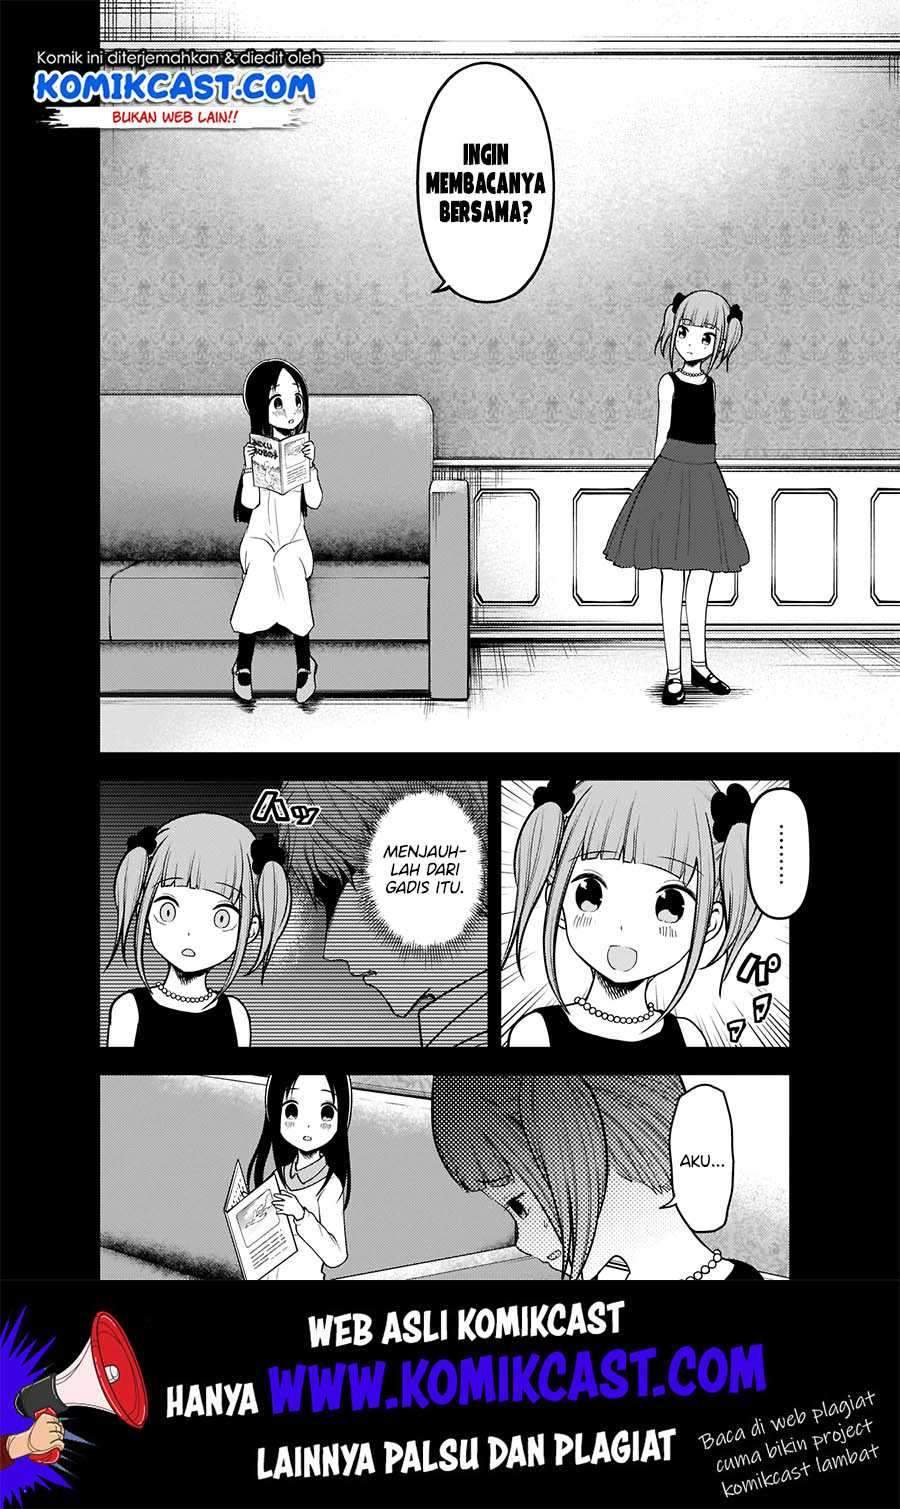 Komik ini diterjemahkan & diedit oleh
KOMIKCAST.COM
BUKAN WEB LAIN!!
INGIN
MEMBACANYA
BERSAMA?
.........
パ
ァ
ァ
MENJAUH-
LAH DARI
GADIS ITU.
AKU...
WEB ASLI KOMIKCAST
HANYA WWW.KOMIKCAST.COM
LAINNYA PALSU DAN PLAGIAT
Baca di web plagiat
cuma bikin project
komikcast lambat